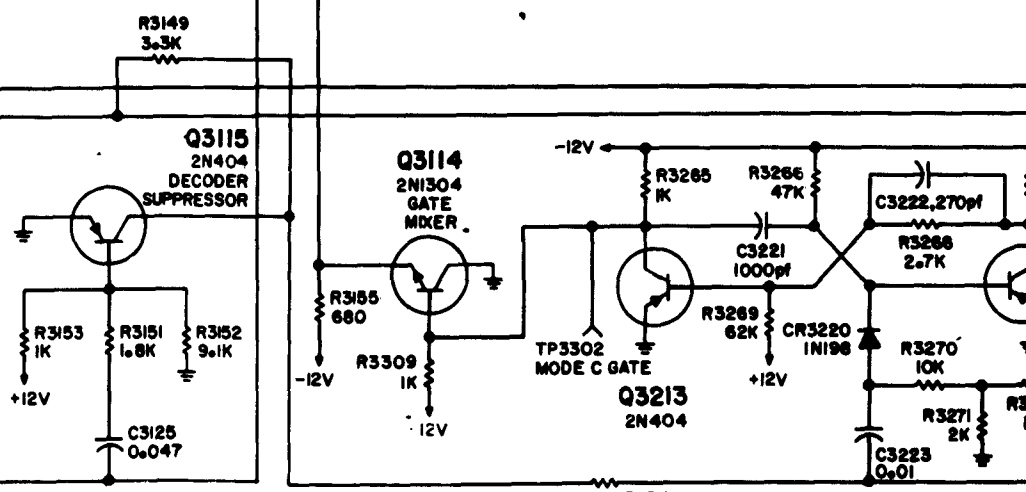 R3149
3.3K
Q3115
2N404
DECODER
SUPPRESSOR
Q3114
2N1304
GATE
MIXER
-12V
R3265
1K
R3266
47K
C3222,270pf
R3268
2.7K
C3221
1000pf
R3153
1K
R3151
1.8K
R3152
9.1K
R3155
680
R3269
62K
CR3220
1N198
R3270
10K
+12V
-12V
R3309
1K
12V
TP3302
MODE C GATE
+12V
Q3213
2N404
R3271
2K
C3125
0.047
C3223
0.01